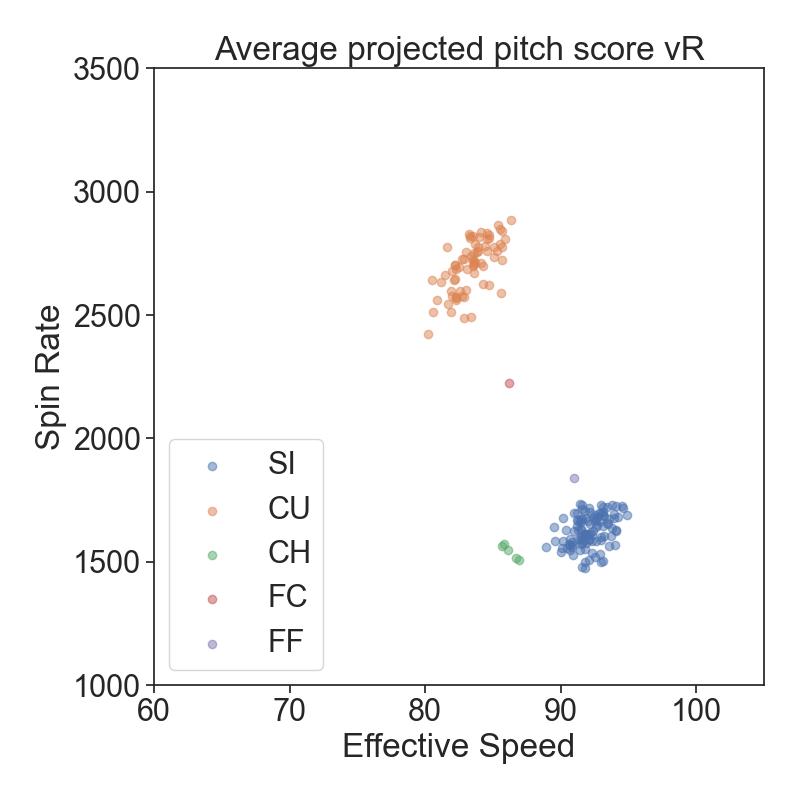 Average projected pitch score vR
3500
3000
2500
2000
1500
1000
Spin Rate
SI
CU
CH
FC
FF
60 70 80 90 100
Effective Speed